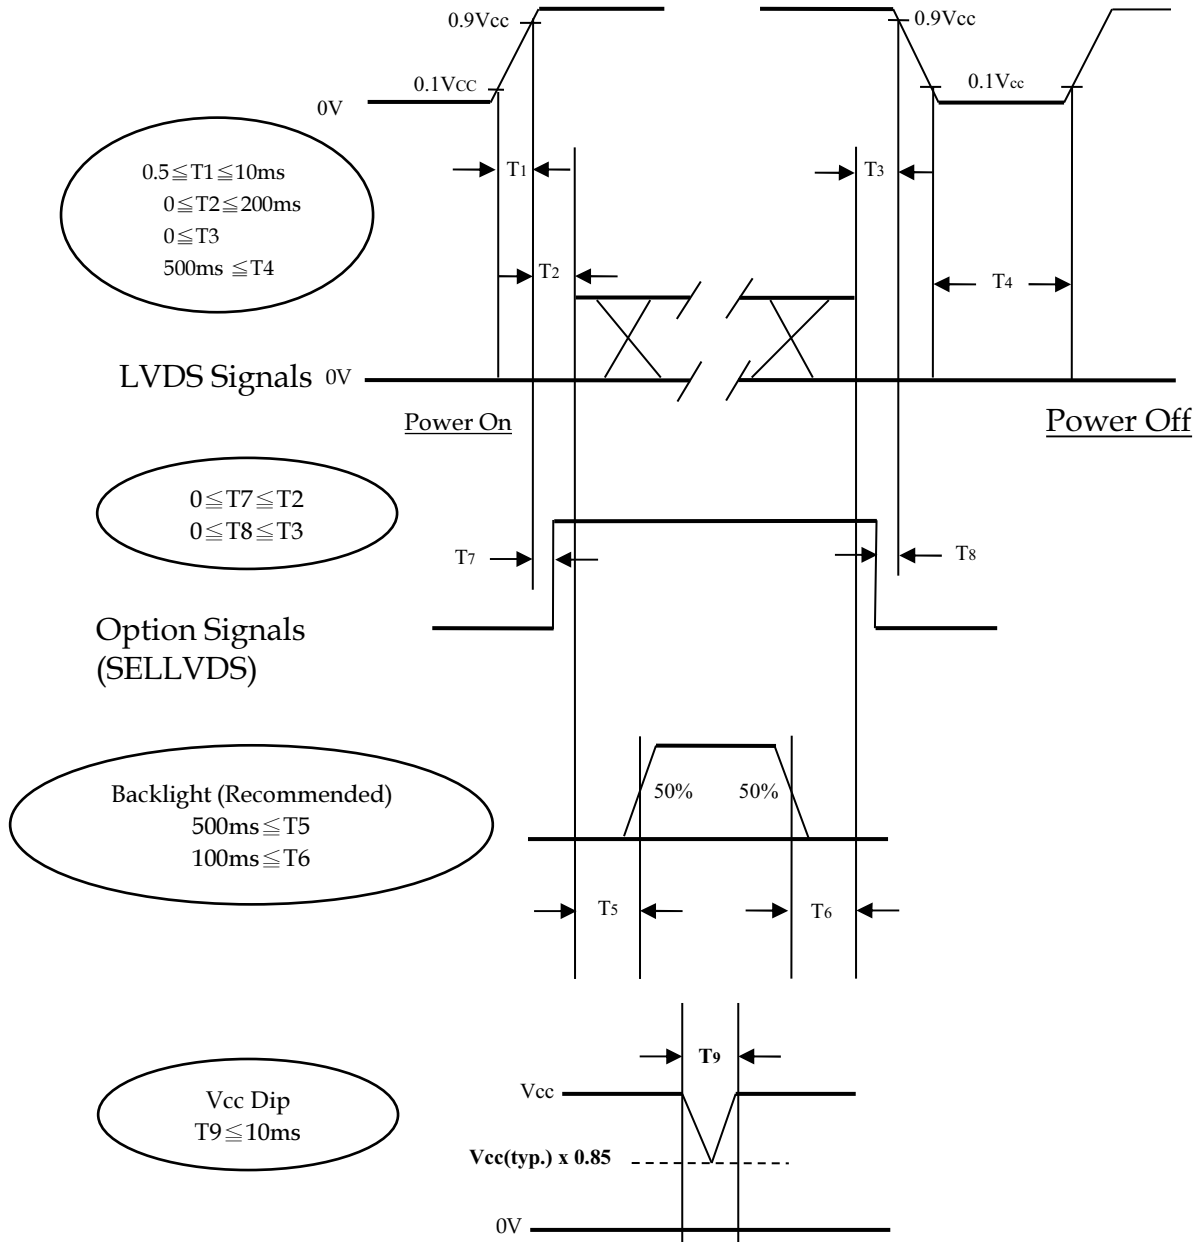 0.9Vcc
0.9Vcc
0.1VCC
0.1Vcc
0V
0.5≦T1≦10ms
0≦T2≦200ms
0≦T3
500ms ≦T4
T1
T3
T2
T4
LVDS Signals 0V
Power On
Power Off
0≦T7≦T2
0≦T8≦T3
T7
T8
Option Signals
(SELLVDS)
Backlight (Recommended)
500ms≦T5
100ms≦T6
50%
50%
T5
T6
T9
Vcc Dip
T9≦10ms
Vcc
Vcc(typ.) x 0.85
0V